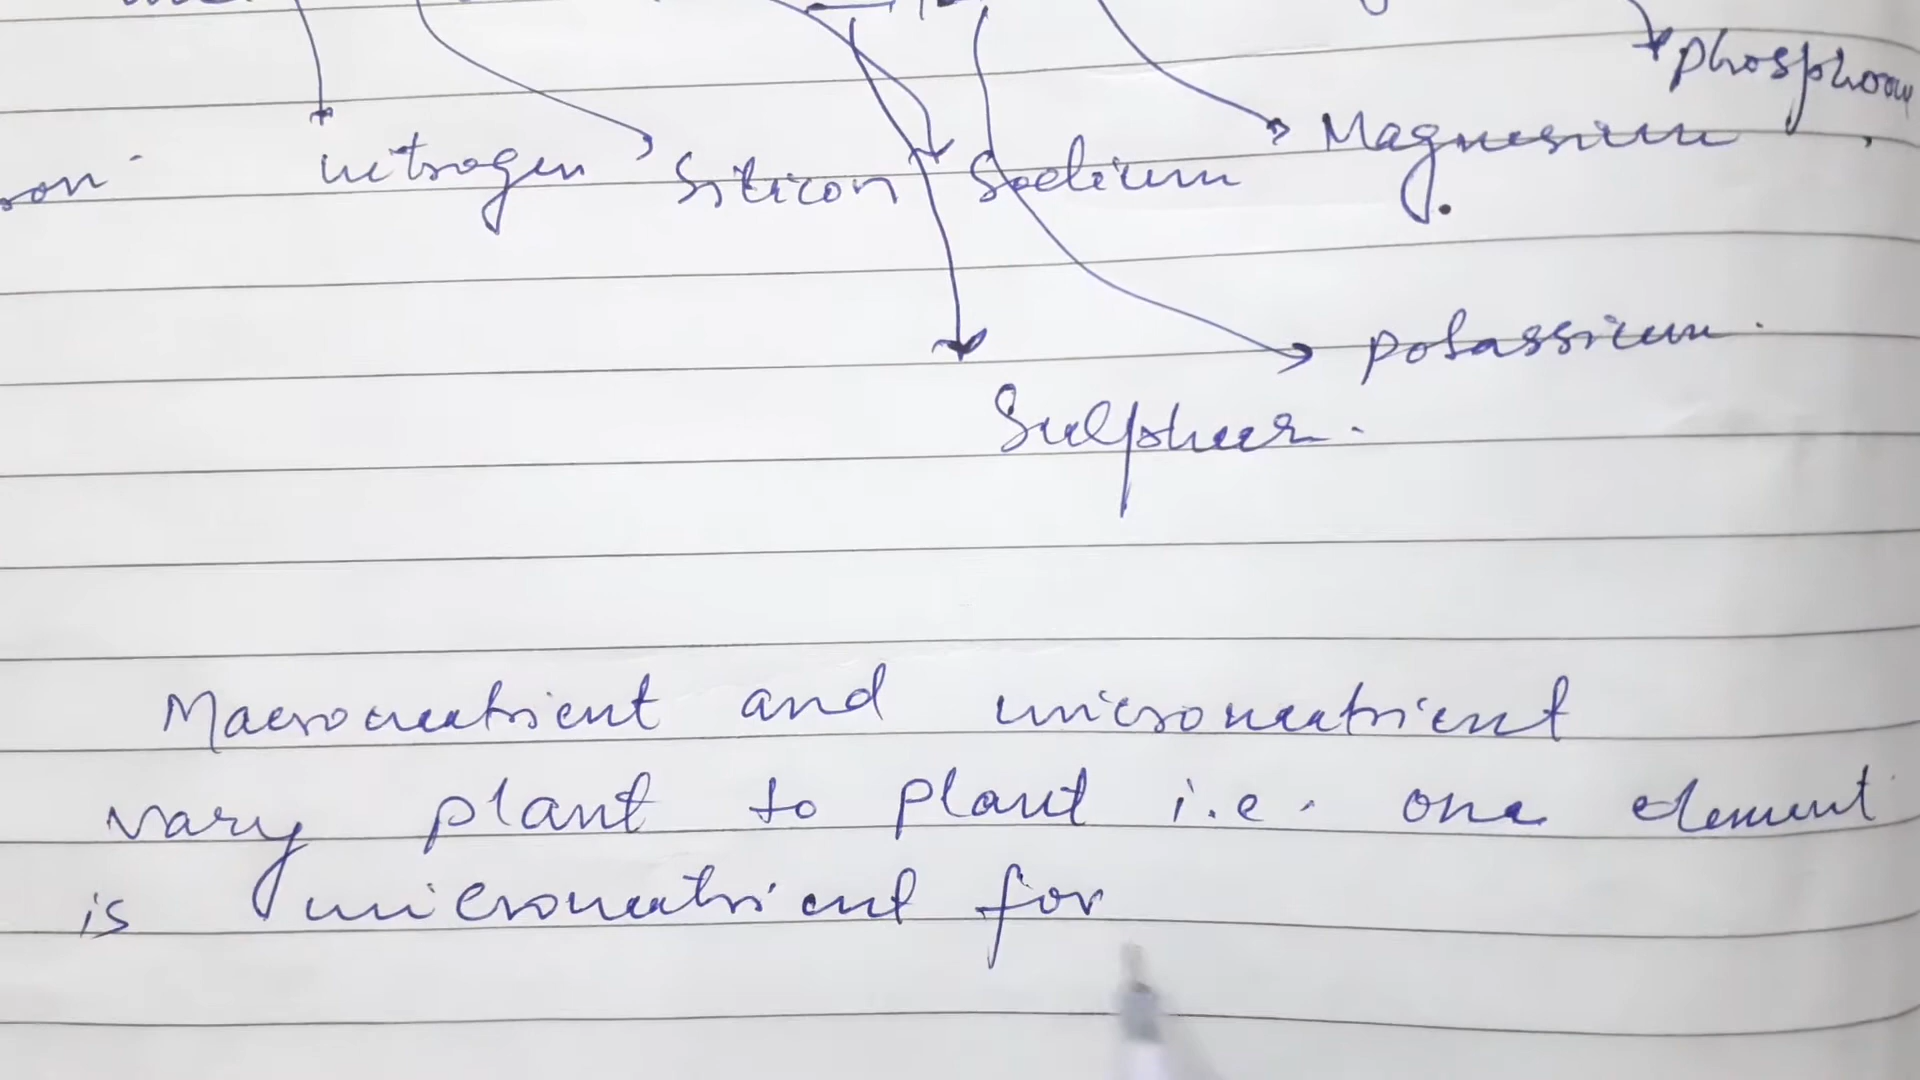 phosphorus
nitrogen Silicon Sodium Magnesium.
potassium.
Sulphur.
Macronutrient and micronutrient
vary plant to plant i.e. one element
is micronutrient for